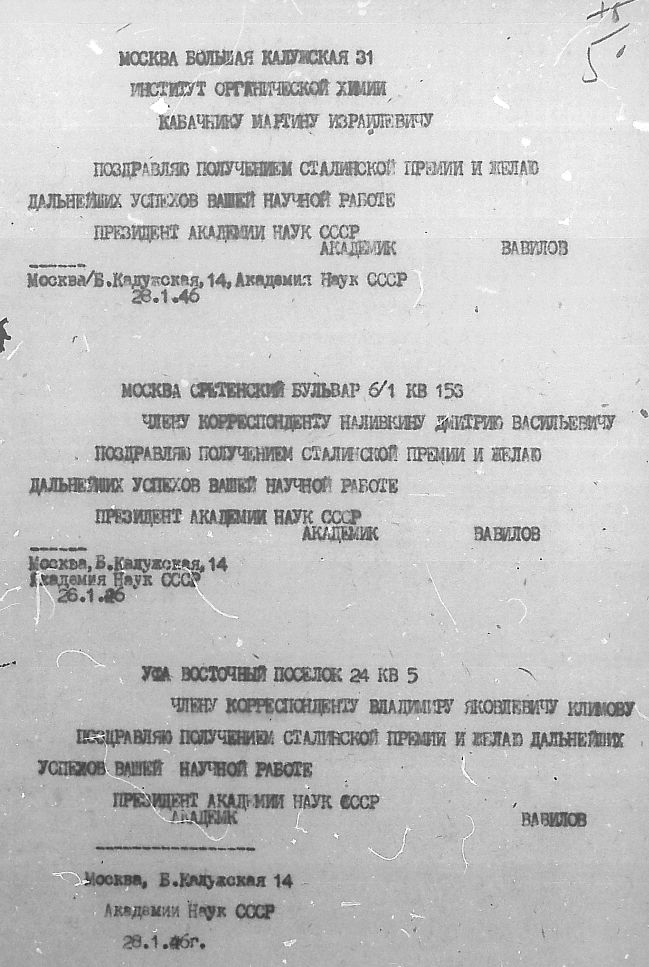 МОСКВА БОЛЬШАЯ КАЛУЖСКАЯ 31
ИНСТИТУТ ОРГАНИЧЕСКОЙ ХИМИИ
КАБАЧНИКУ МАРТИНУ ИЗРАИЛЕВИЧУ
ПОЗДРАВЛЯЮ ПОЛУЧЕНИЕМ СТАЛИНСКОЙ ПРЕМИИ И ЖЕЛАЮ
ДАЛЬНЕЙШИХ УСПЕХОВ ВАШЕЙ НАУЧНОЙ РАБОТЕ
ПРЕЗИДЕНТ АКАДЕМИИ НАУК СССР
АКАДЕМИК ВАВИЛОВ
Москва/Б.Калужская,14,Академия Наук СССР
28.1.46
МОСКВА СРЕТЕНСКИЙ БУЛЬВАР 6/1 КВ 153
ЧЛЕНУ КОРРЕСПОНДЕНТУ НАЛИВКИНУ ДМИТРИЮ ВАСИЛЬЕВИЧУ
ПОЗДРАВЛЯЮ ПОЛУЧЕНИЕМ СТАЛИНСКОЙ ПРЕМИИ И ЖЕЛАЮ
ДАЛЬНЕЙШИХ УСПЕХОВ ВАШЕЙ НАУЧНОЙ РАБОТЕ
ПРЕЗИДЕНТ АКАДЕМИИ НАУК СССР
АКАДЕМИК ВАВИЛОВ
Москва,Б.Калужская,14
Академия Наук СССР
26.1.46
УФА ВОСТОЧНЫЙ ПОСЕЛОК 24 КВ 5
ЧЛЕНУ КОРРЕСПОНДЕНТУ ВЛАДИМИРУ ЯКОВЛЕВИЧУ КЛИМОВУ
ПОЗДРАВЛЯЮ ПОЛУЧЕНИЕМ СТАЛИНСКОЙ ПРЕМИИ И ЖЕЛАЮ ДАЛЬНЕЙШИХ
УСПЕХОВ ВАШЕЙ НАУЧНОЙ РАБОТЕ
ПРЕЗИДЕНТ АКАДЕМИИ НАУК СССР
АКАДЕМК ВАВИЛОВ
Москва, Б.Калужская 14
Академии Наук СССР
28.1.46г.